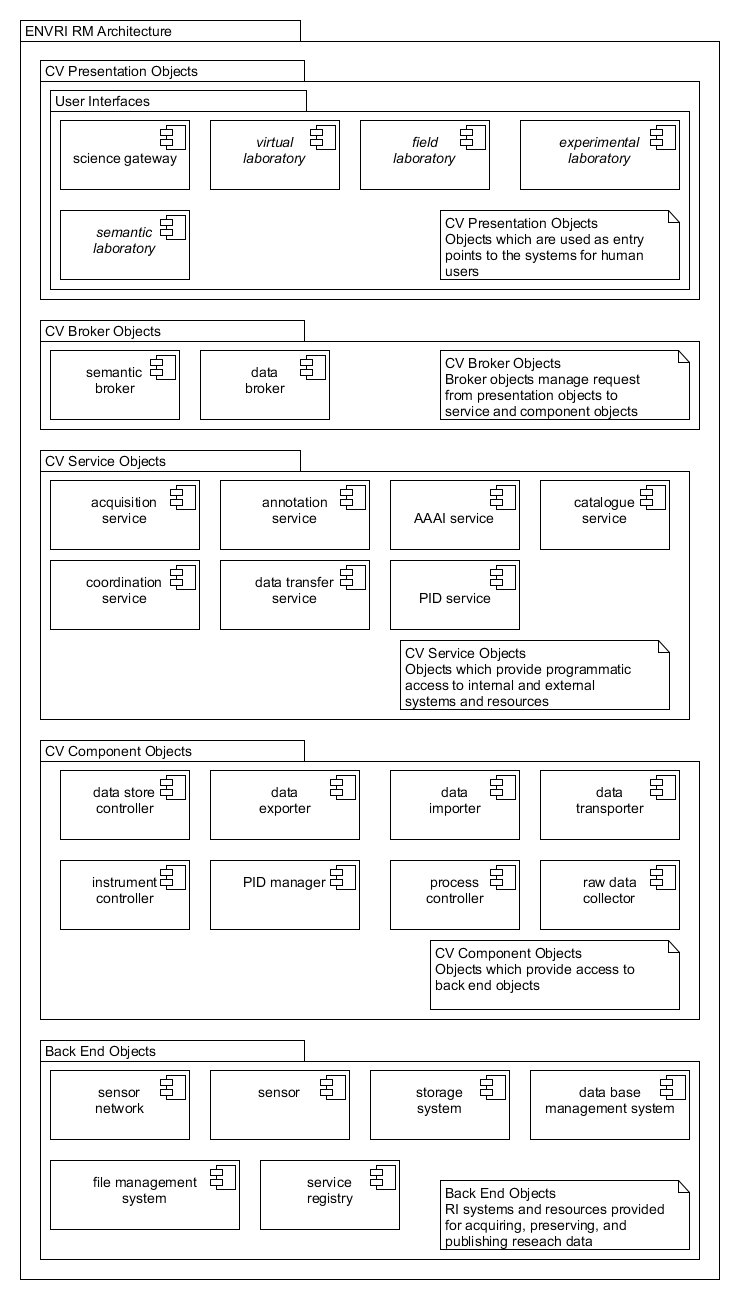 ENVRI RM Architecture
CV Presentation Objects
User Interfaces
science gateway
virtual
laboratory
field
laboratory
experimental
laboratory
semantic
laboratory
CV Presentation Objects
Objects which are used as entry
points to the systems for human
users
CV Broker Objects
semantic
broker
data
broker
CV Broker Objects
Broker objects manage request
from presentation objects to
service and component objects
CV Service Objects
acquisition
service
annotation
service
AAAI service
catalogue
service
coordination
service
data transfer
service
PID service
CV Service Objects
Objects which provide programmatic
access to internal and external
systems and resources
CV Component Objects
data store
controller
data
exporter
data
importer
data
transporter
instrument
controller
PID manager
process
controller
raw data
collector
CV Component Objects
Objects which provide access to
back end objects
Back End Objects
sensor
network
sensor
storage
system
data base
management system
file management
system
service
registry
Back End Objects
RI systems and resources provided
for acquiring, preserving, and
publishing reseach data